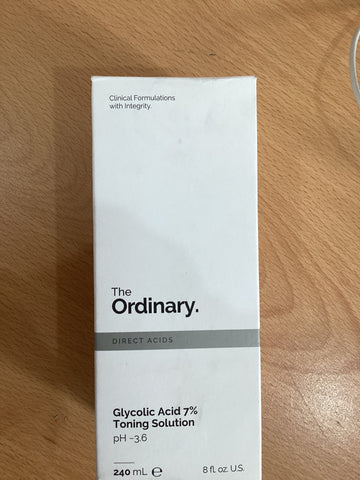 Clinical Formulations
with Integrity.
The
Ordinary.
DIRECT ACIDS
Glycolic Acid 7%
Toning Solution
pH ~3.6
240 mL ℮
8 fl. oz. U.S.